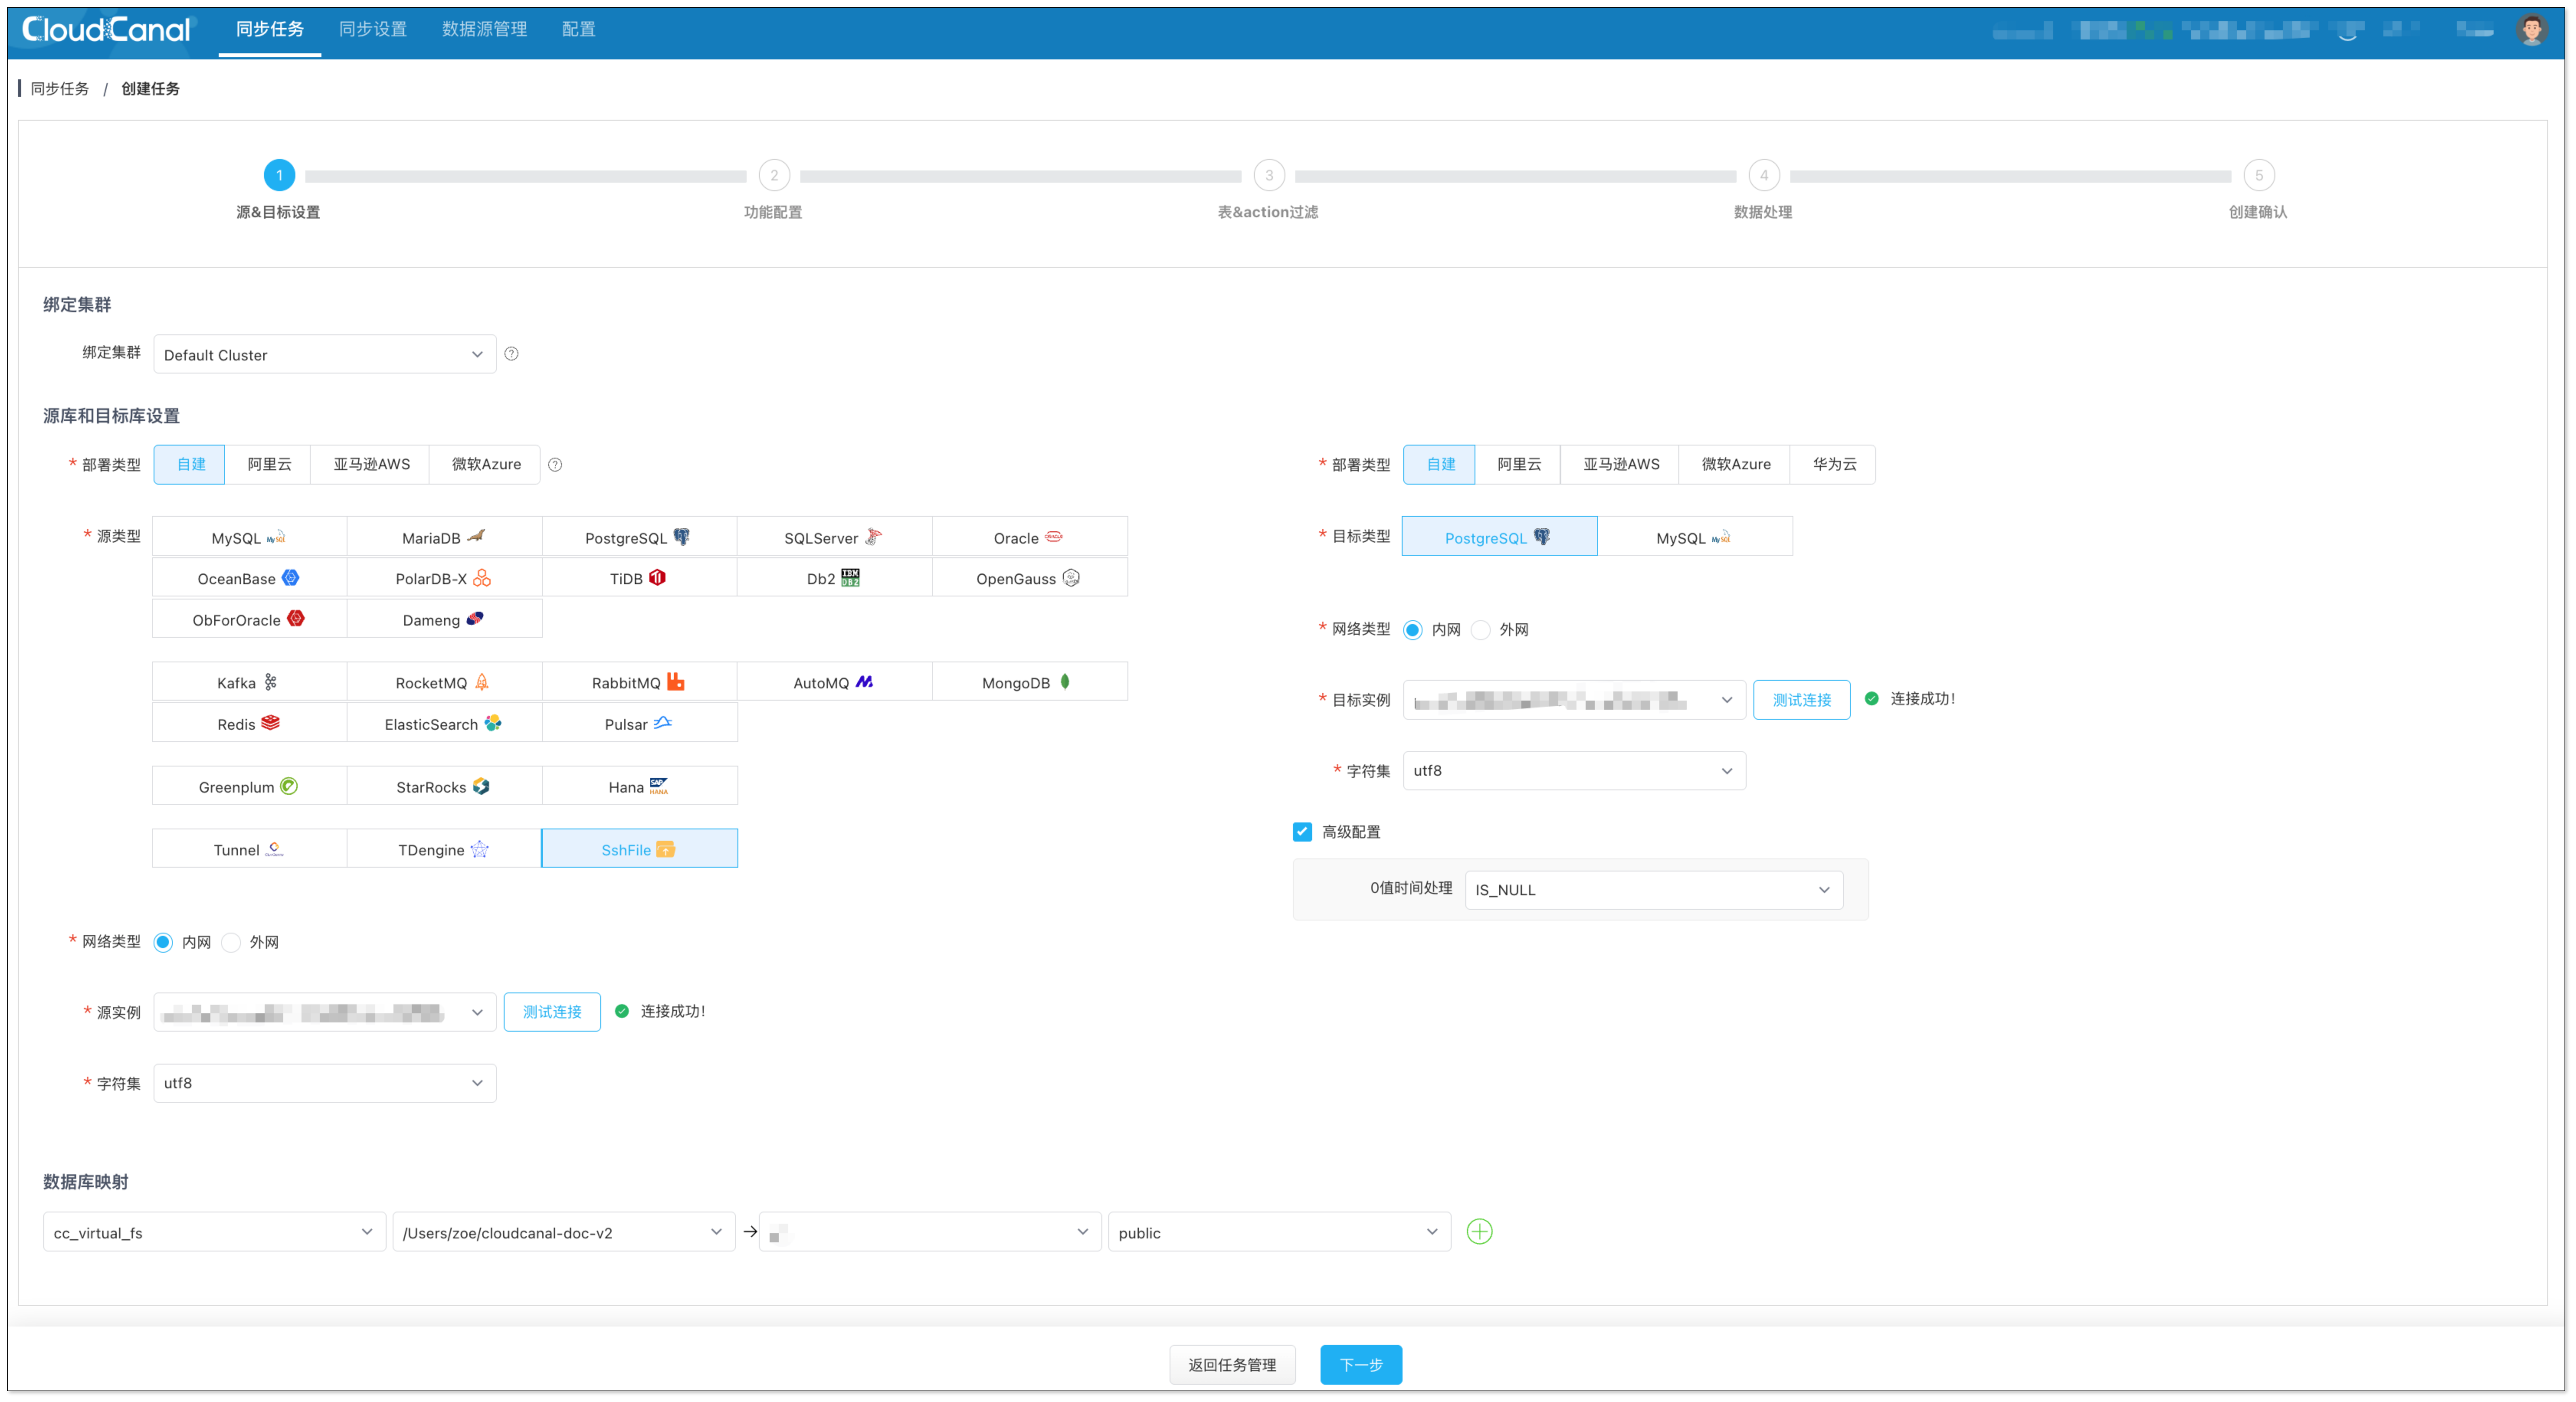 CloudCanal 同步任务 同步设置 数据源管理 配置
同步任务 / 创建任务
1 2 3 4 5
源&目标设置 功能配置 表&action过滤 数据处理 创建确认
绑定集群
绑定集群 Default Cluster
源库和目标库设置
* 部署类型 自建 阿里云 亚马逊AWS 微软Azure
* 源类型 MySQL MariaDB PostgreSQL SQLServer Oracle
OceanBase PolarDB-X TiDB Db2 OpenGauss
ObForOracle Dameng
Kafka RocketMQ RabbitMQ AutoMQ MongoDB
Redis ElasticSearch Pulsar
Greenplum StarRocks Hana
Tunnel TDengine SshFile
* 网络类型 内网 外网
* 源实例 测试连接 连接成功!
* 字符集 utf8
* 部署类型 自建 阿里云 亚马逊AWS 微软Azure 华为云
* 目标类型 PostgreSQL MySQL
* 网络类型 内网 外网
* 目标实例 测试连接 连接成功!
* 字符集 utf8
高级配置
0值时间处理 IS_NULL
数据库映射
cc_virtual_fs /Users/zoe/cloudcanal-doc-v2 → public
返回任务管理 下一步